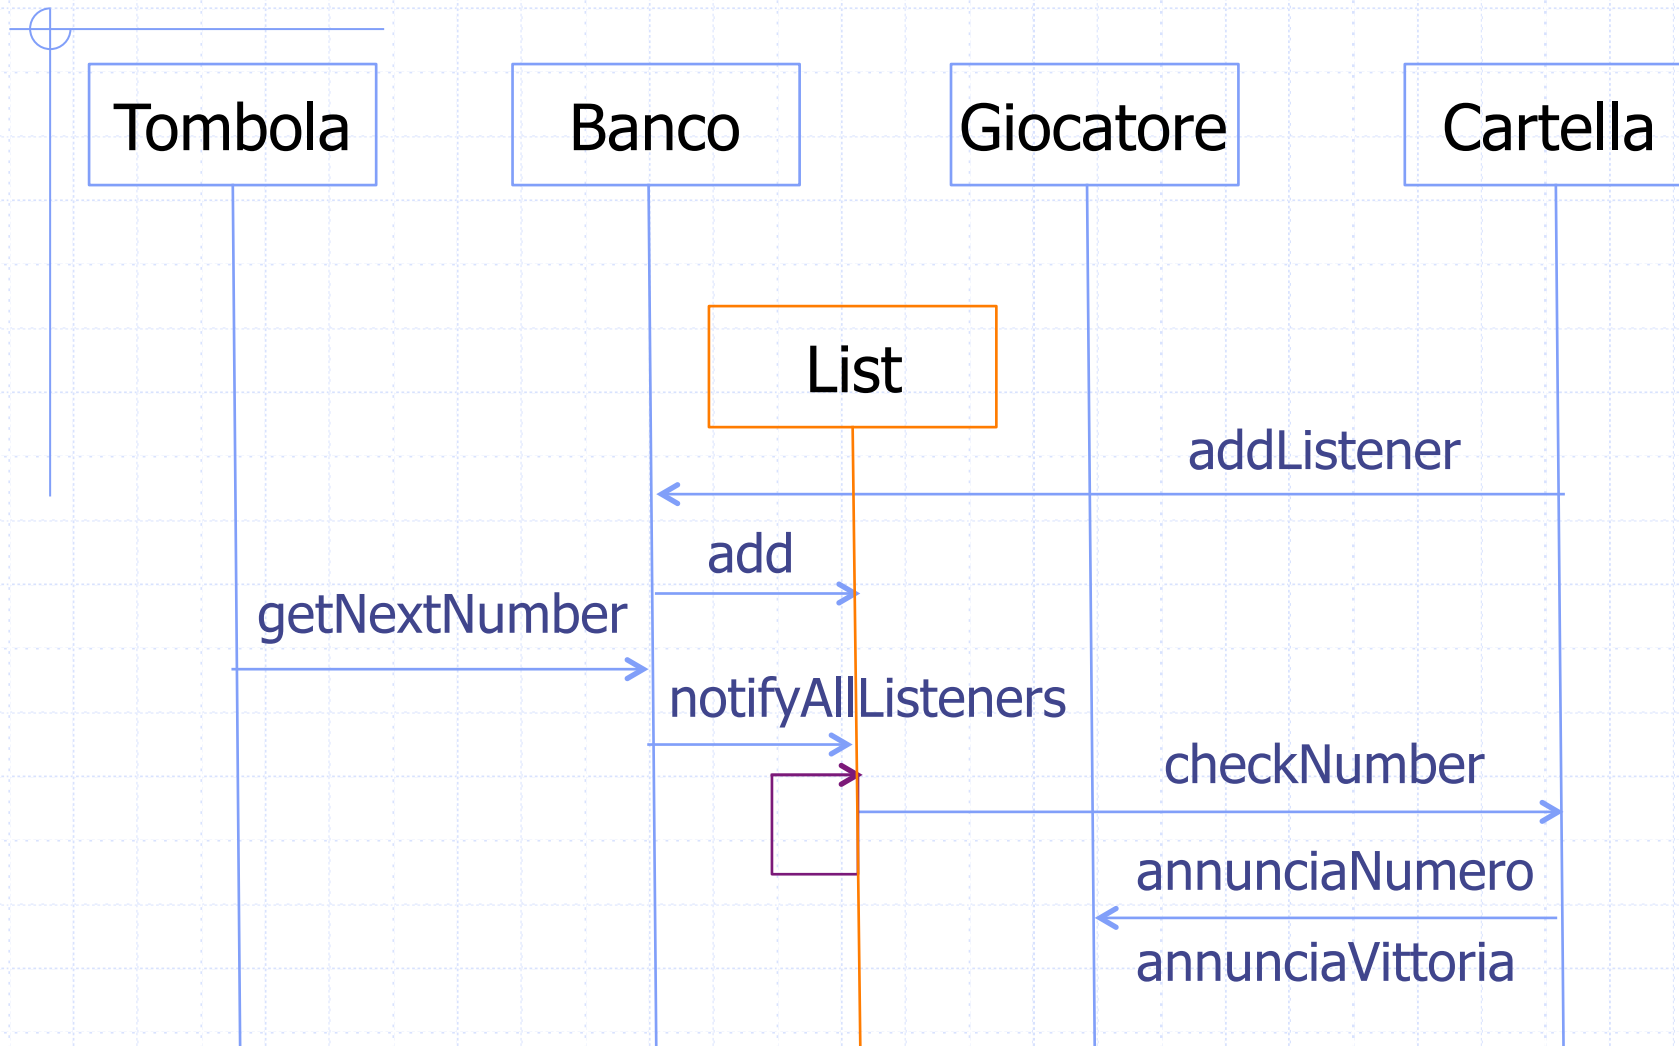 Tombola
Banco
Giocatore
Cartella
List
addListener
add
getNextNumber
notifyAllListeners
checkNumber
annunciaNumero
annunciaVittoria